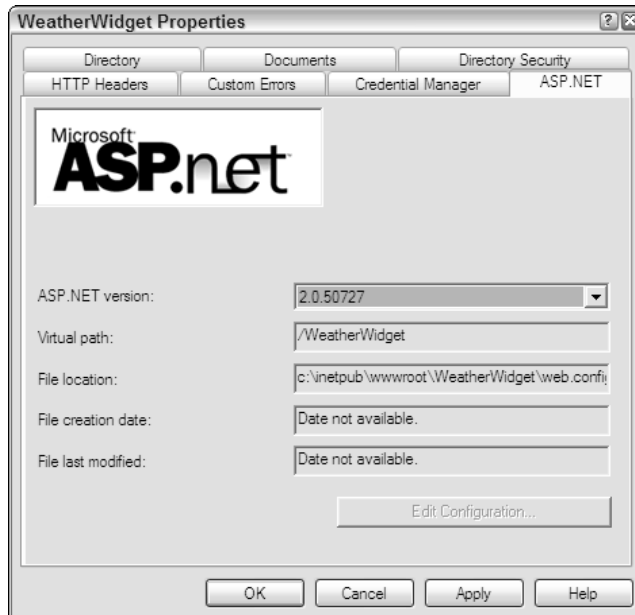 WeatherWidget Properties
Directory
Documents
Directory Security
HTTP Headers
Custom Errors
Credential Manager
ASP.NET
Microsoft
ASP.net
ASP.NET version:
2.0.50727
Virtual path:
/WeatherWidget
File location:
c:\inetpub\wwwroot\WeatherWidget\web.confi
File creation date:
Date not available.
File last modified:
Date not available.
Edit Configuration...
OK
Cancel
Apply
Help